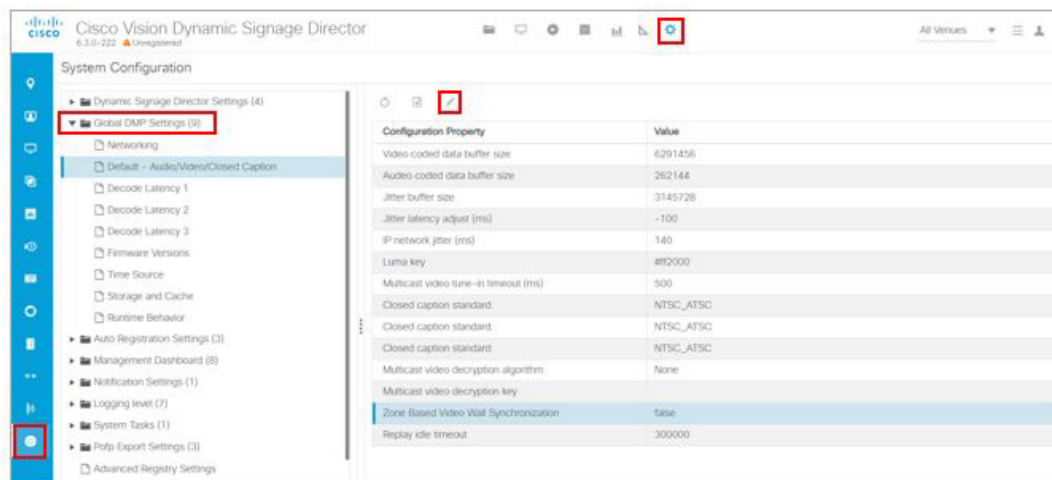 CISCO
Cisco Vision Dynamic Signage Director
6.3.0-222 Unregistered
All Venues
System Configuration
Dynamic Signage Director Settings (4)
Global DMP Settings (9)
Networking
Default - Audio/Video/Closed Caption
Decode Latency 1
Decode Latency 2
Decode Latency 3
Firmware Versions
Time Source
Storage and Cache
Runtime Behavior
Auto Registration Settings (3)
Management Dashboard (8)
Notification Settings (1)
Logging level (7)
System Tasks (1)
Pofp Export Settings (3)
Advanced Registry Settings
Configuration Property Value
Video coded data buffer size 6291456
Audeo coded data buffer size 262144
Jitter buffer size 3145728
Jitter latency adjust (ms) -100
IP network jitter (ms) 140
Luma key #ff2000
Multicast video tune-in timeout (ms) 500
Closed caption standard. NTSC_ATSC
Closed caption standard. NTSC_ATSC
Closed caption standard. NTSC_ATSC
Multicast video decryption algorithm None
Multicast video decryption key
Zone Based Video Wall Synchronization false
Replay idle timeout 300000